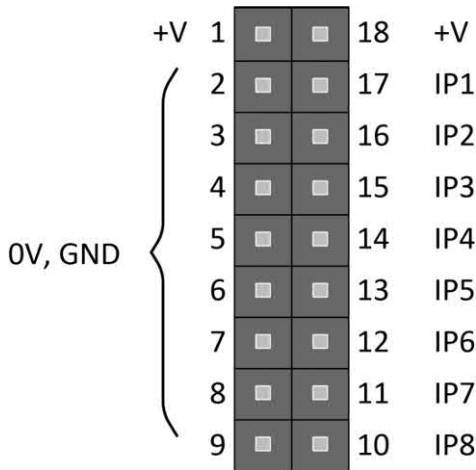 +V 1 18 +V
2 17 IP1
3 16 IP2
4 15 IP3
0V, GND 5 14 IP4
6 13 IP5
7 12 IP6
8 11 IP7
9 10 IP8